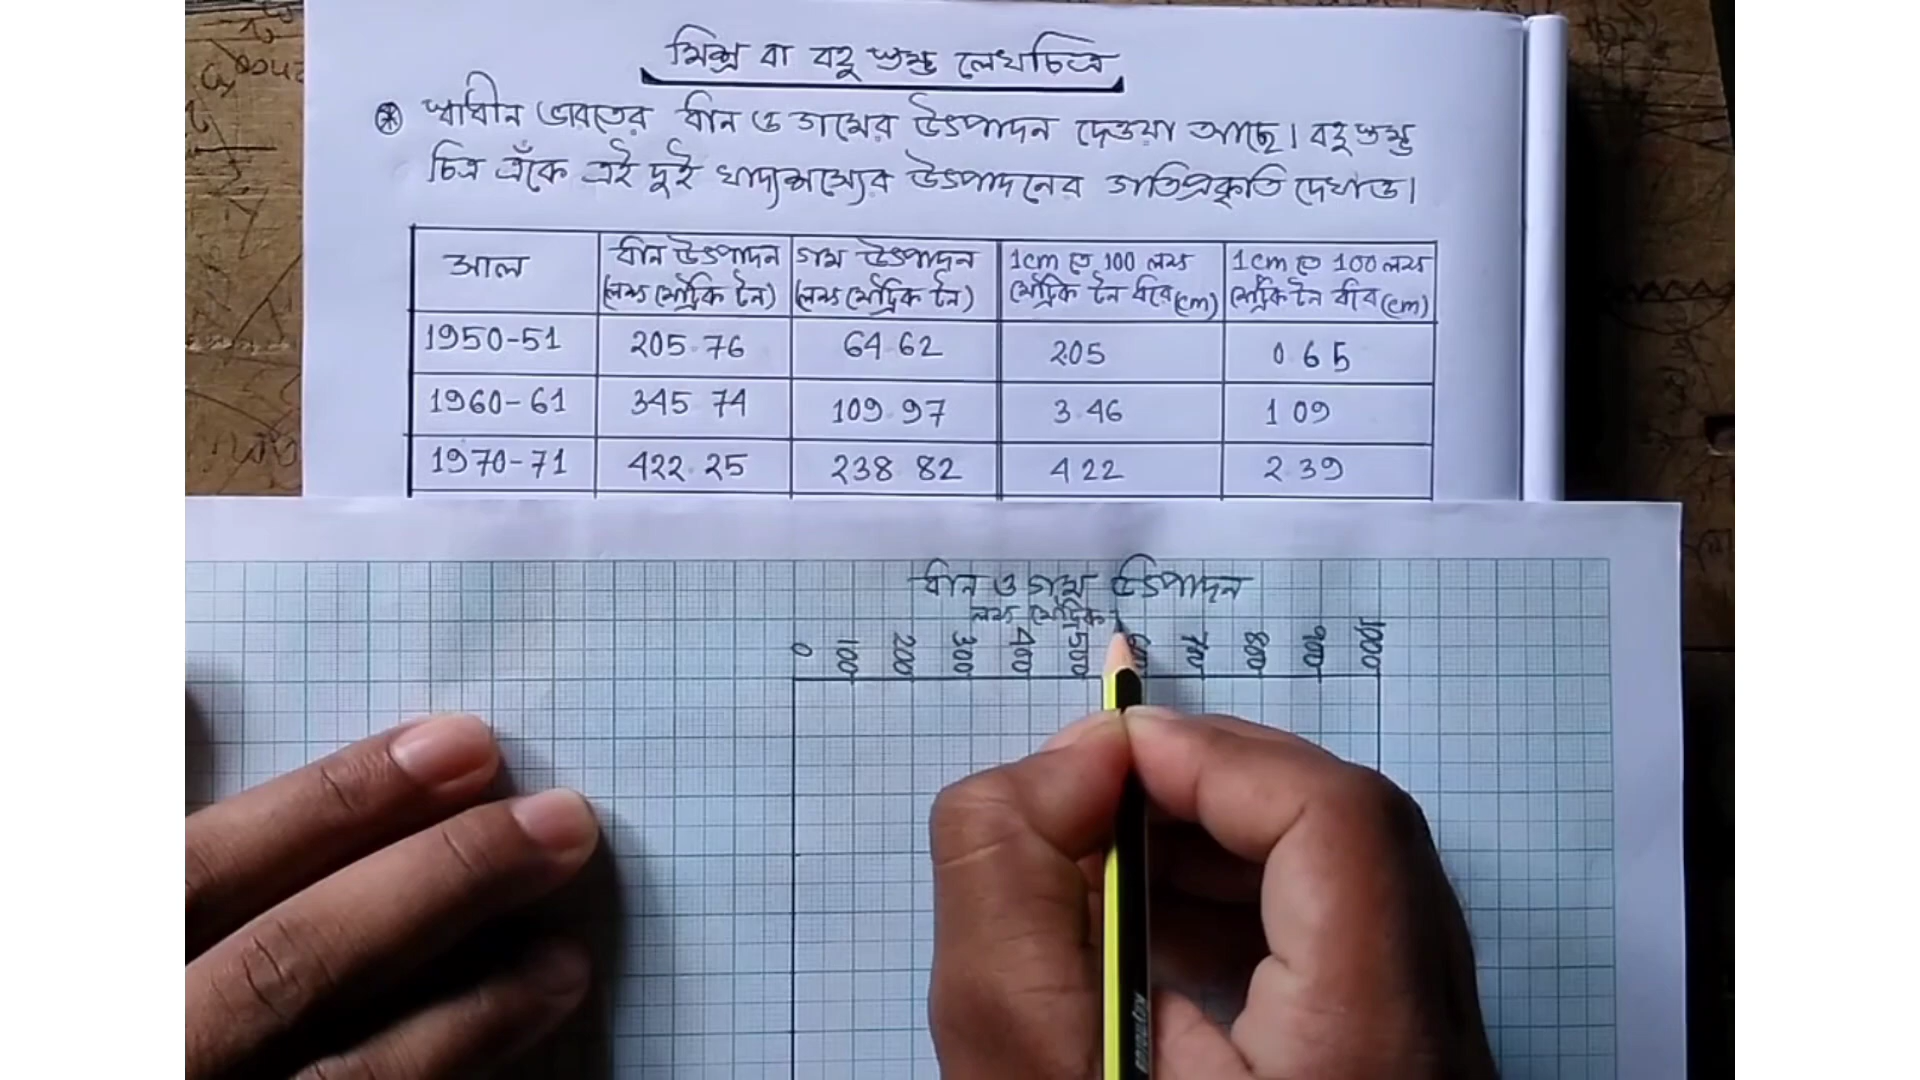 মিশ্র বা বহু স্তম্ভ লেখচিত্র
স্বাধীন ভারতের ধান ও গমের উৎপাদন দেওয়া আছে। বহু স্তম্ভ
চিত্র এঁকে এই দুই খাদ্যশস্যের উৎপাদনের গতিপ্রকৃতি দেখাও।
সাল ধান উৎপাদন (লক্ষ মেট্রিক টন) গম উৎপাদন (লক্ষ মেট্রিক টন) 1cm তে 100 লক্ষ মেট্রিক টন ধরে (cm) 1cm তে 100 লক্ষ মেট্রিক টন ধরে (cm)
1950-51 205.76 64.62 2.05 0.65
1960-61 345.74 109.97 3.46 1.09
1970-71 422.25 238.82 4.22 2.39
ধান ও গম উৎপাদন
লক্ষ মেট্রিক
0 100 200 300 400 500 700 800 900 1000